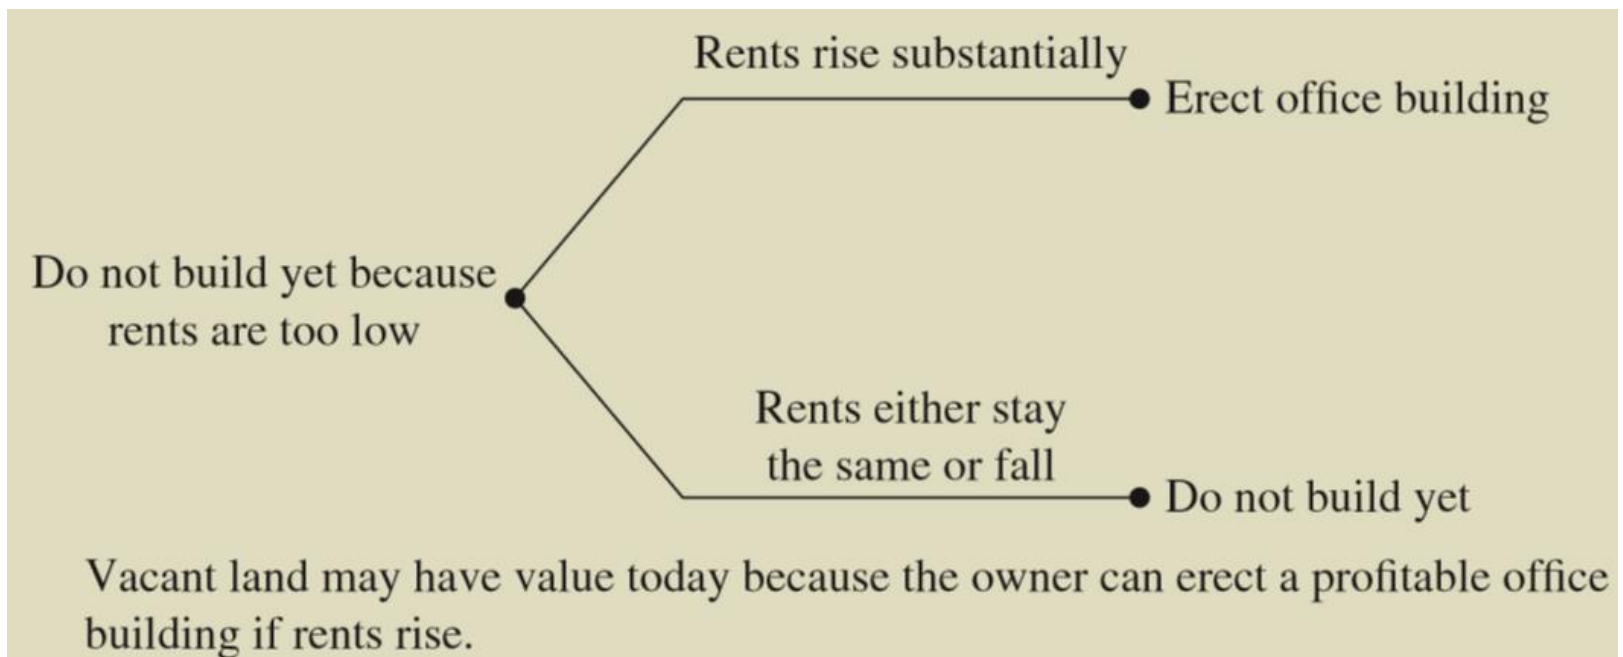 Rents rise substantially
Erect office building
Do not build yet because
rents are too low
Rents either stay
the same or fall
Do not build yet
Vacant land may have value today because the owner can erect a profitable office
building if rents rise.